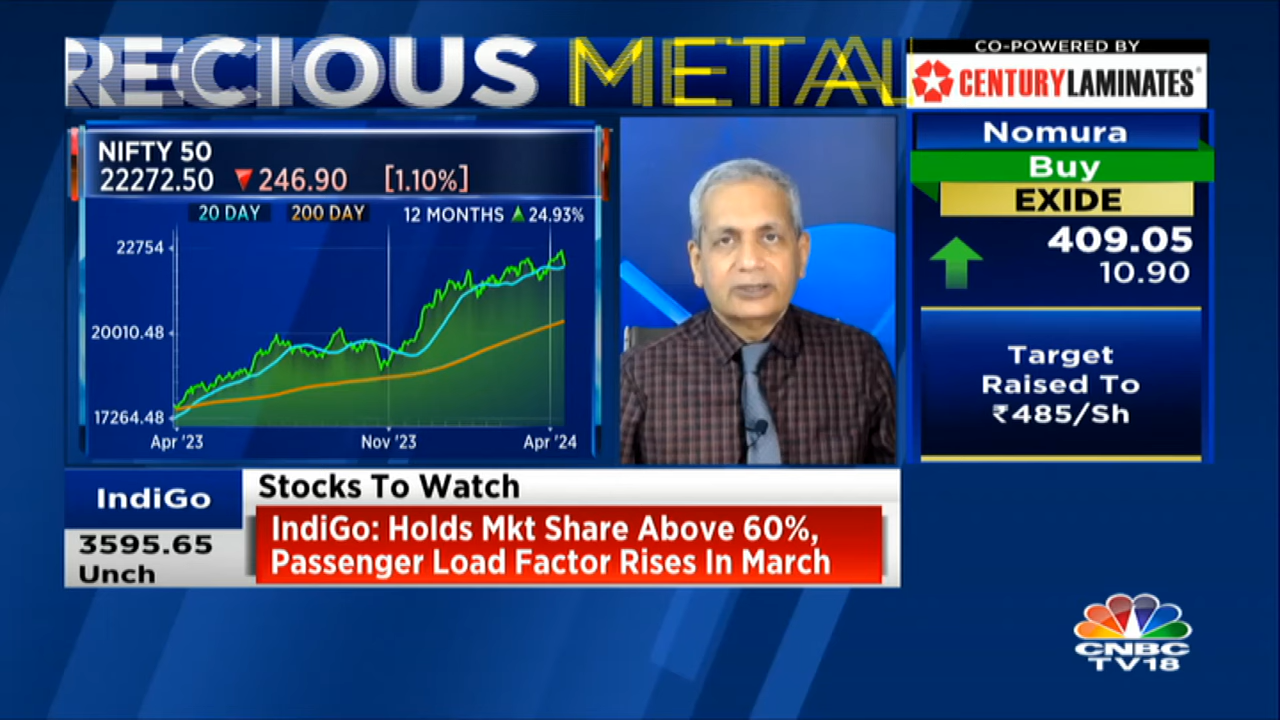 RECIOUS METAL
CO-POWERED BY
CENTURYLAMINATES®
NIFTY 50
22272.50 ▼246.90 [1.10%]
20 DAY 200 DAY 12 MONTHS ▲24.93%
22754
20010.48
17264.48
Apr '23 Nov '23 Apr '24
Nomura
Buy
EXIDE
409.05
10.90
Target
Raised To
₹485/Sh
IndiGo
3595.65
Unch
Stocks To Watch
IndiGo: Holds Mkt Share Above 60%,
Passenger Load Factor Rises In March
CNBC
TV18